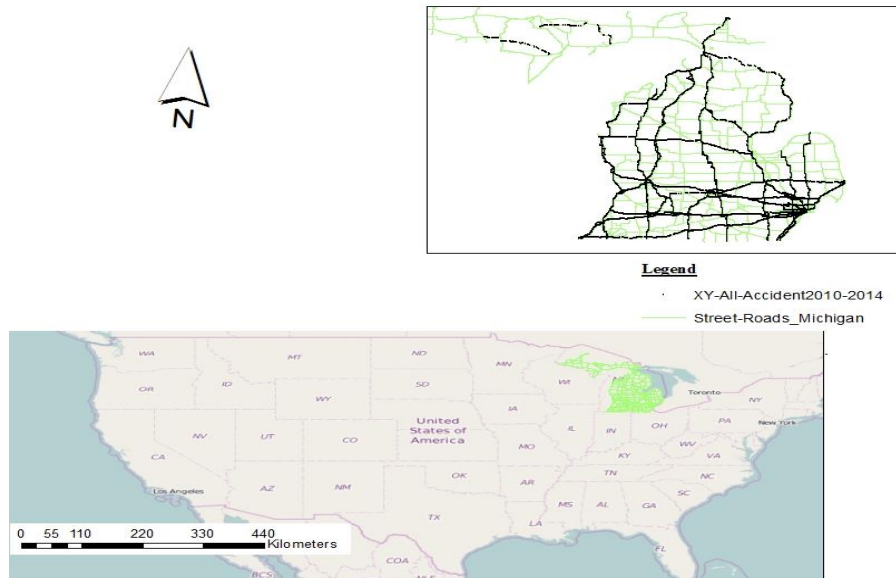 N
Legend
XY-All-Accident2010-2014
Street-Roads_Michigan
WA
MT
ND
MN
OR
ID
SD
WI
Toronto
WY
NY
IA
United
States of
America
NV
UT
CO
IL
IN
OH
PA
New York
MO
WV
CA
KY
VA
OK
TN
NC
Los Angeles
AZ
NM
AR
SC
MS
AL
GA
TX
LA
FL
0 55 110 220 330 440
Kilometers
COA
BCS